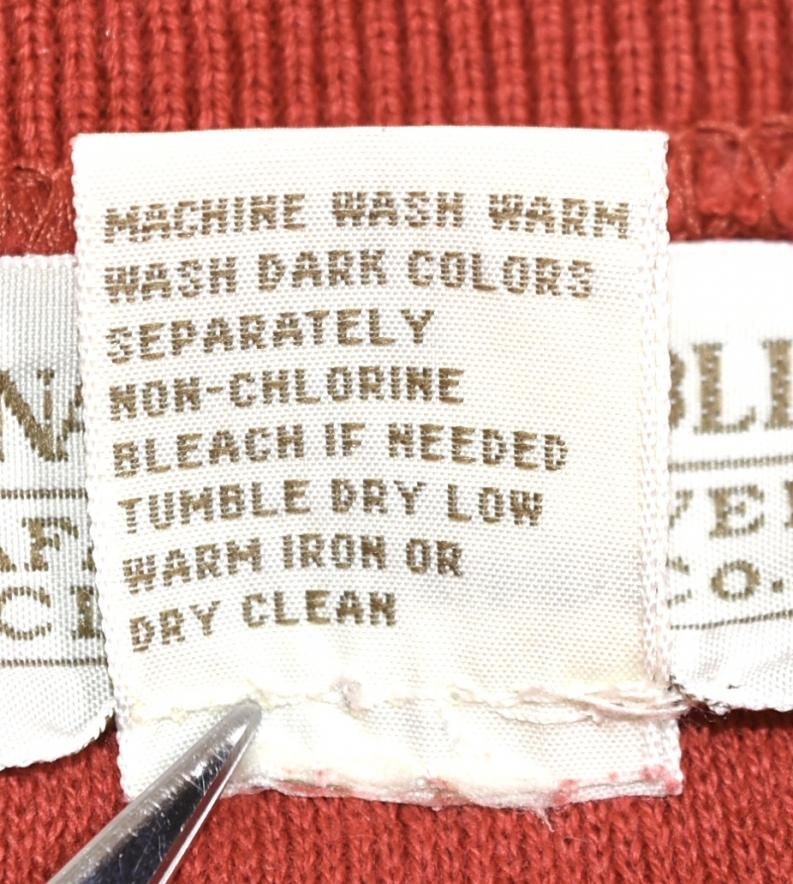 MACHINE WASH WARM
WASH DARK COLORS
SEPARATELY
NON-CHLORINE
BLEACH IF NEEDED
TUMBLE DRY LOW
WARM IRON OR
DRY CLEAN
CO.